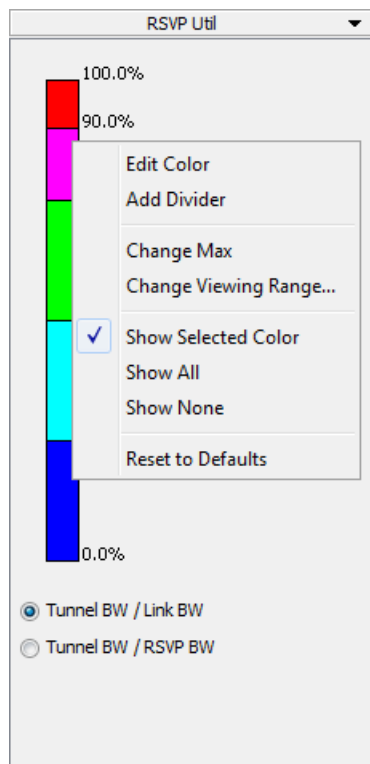 RSVP Util
100.0%
90.0%
Edit Color
Add Divider
Change Max
Change Viewing Range...
Show Selected Color
Show All
Show None
Reset to Defaults
0.0%
Tunnel BW / Link BW
Tunnel BW / RSVP BW